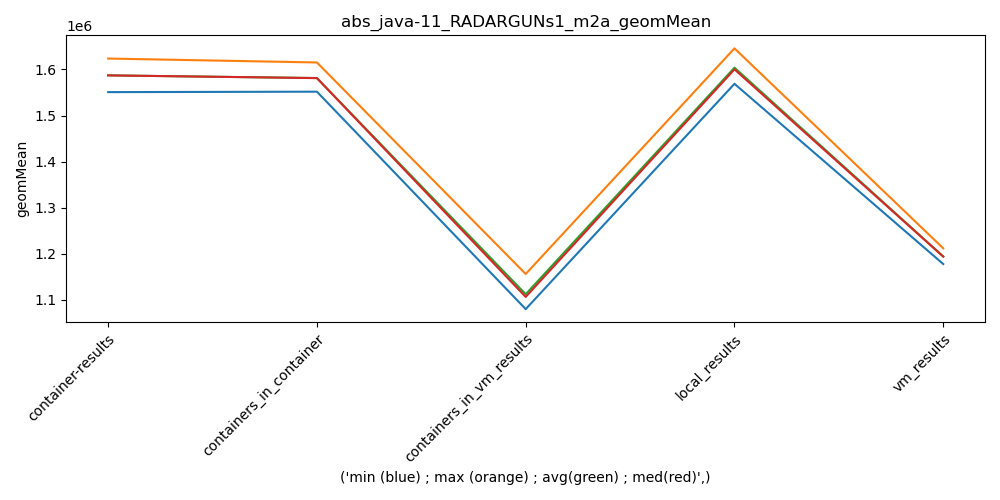 abs_java-11_RADARGUNs1_m2a_geomMean
1e6
1.6
1.5
1.4
1.3
1.2
1.1
geomMean
container-results
containers_in_container
containers_in_vm_results
local_results
vm_results
('min (blue) ; max (orange) ; avg(green) ; med(red)',)